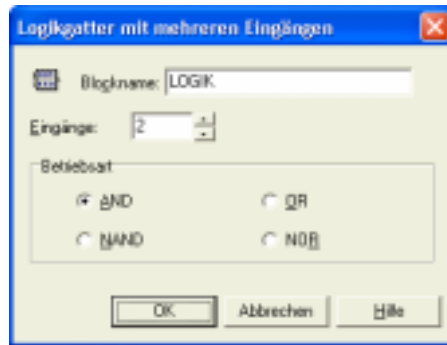 Logikgatter mit mehreren Eingängen
Blockname: LOGIK
Eingänge: 2
Betriebsart
AND OR
NAND NOR
OK Abbrechen Hilfe